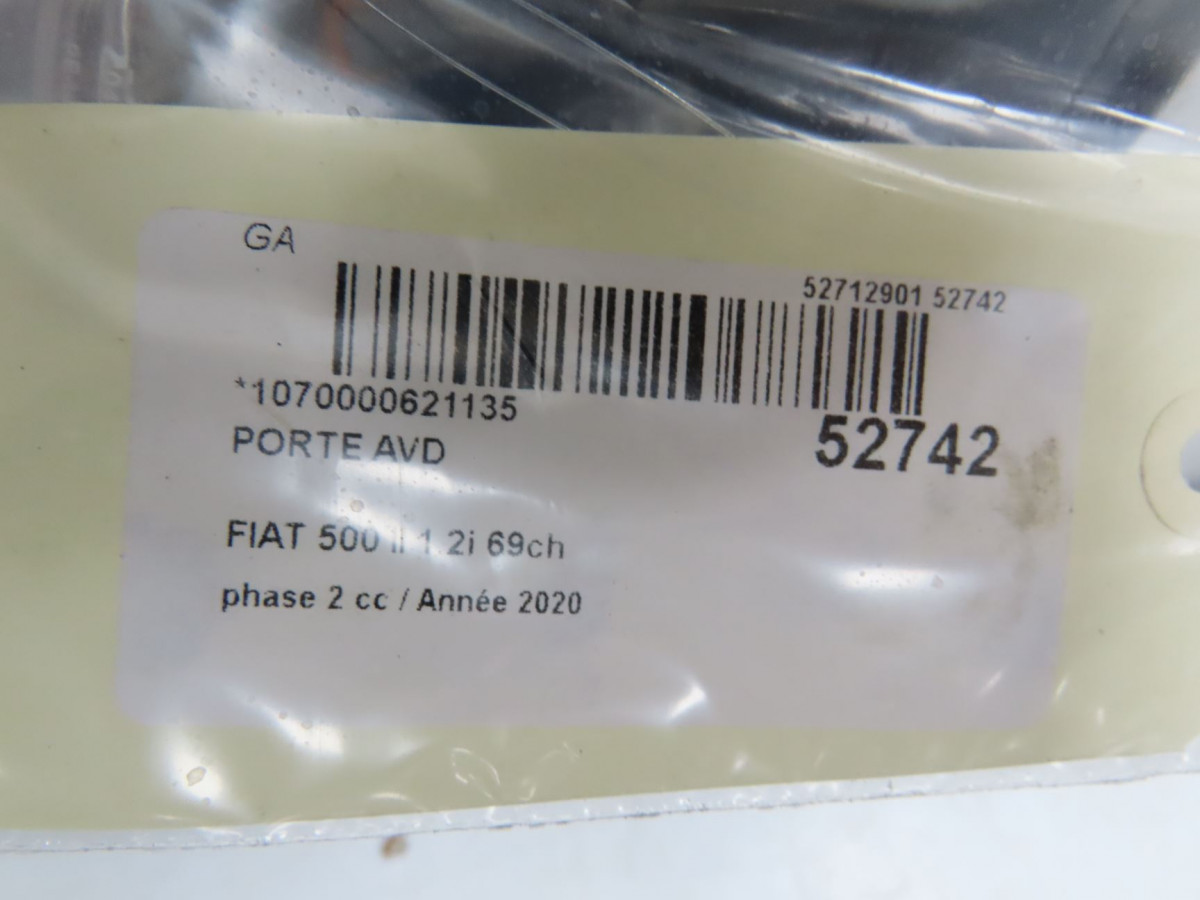 GA
52712901 52742
*1070000621135
52742
PORTE AVD
FIAT 500 II 1.2i 69ch
phase 2 cc / Année 2020